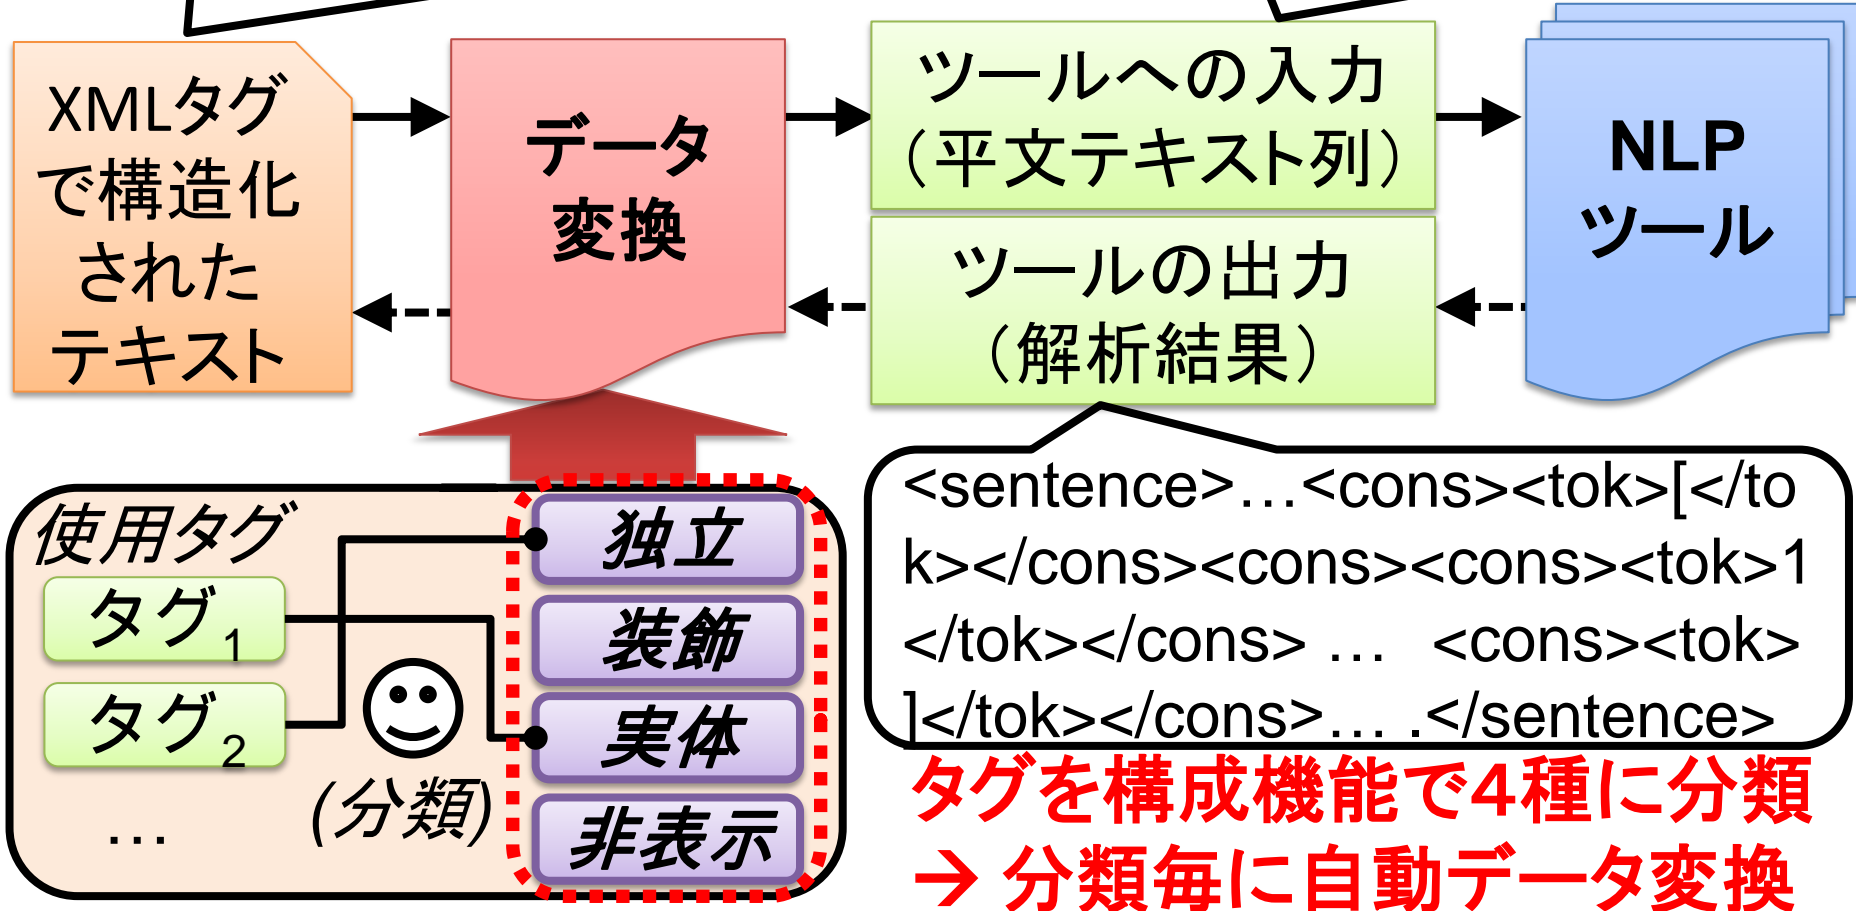 XMLタグ
で構造化
された
テキスト
データ
変換
ツールへの入力
（平文テキスト列）
ツールの出力
（解析結果）
NLP
ツール
使用タグ
タグ1
タグ2
…
(分類)
独立
装飾
実体
非表示
<sentence>…<cons><tok>[</to
k></cons><cons><cons><tok>1
</tok></cons> … <cons><tok>
]</tok></cons>… .</sentence>
タグを構成機能で4種に分類
→ 分類毎に自動データ変換